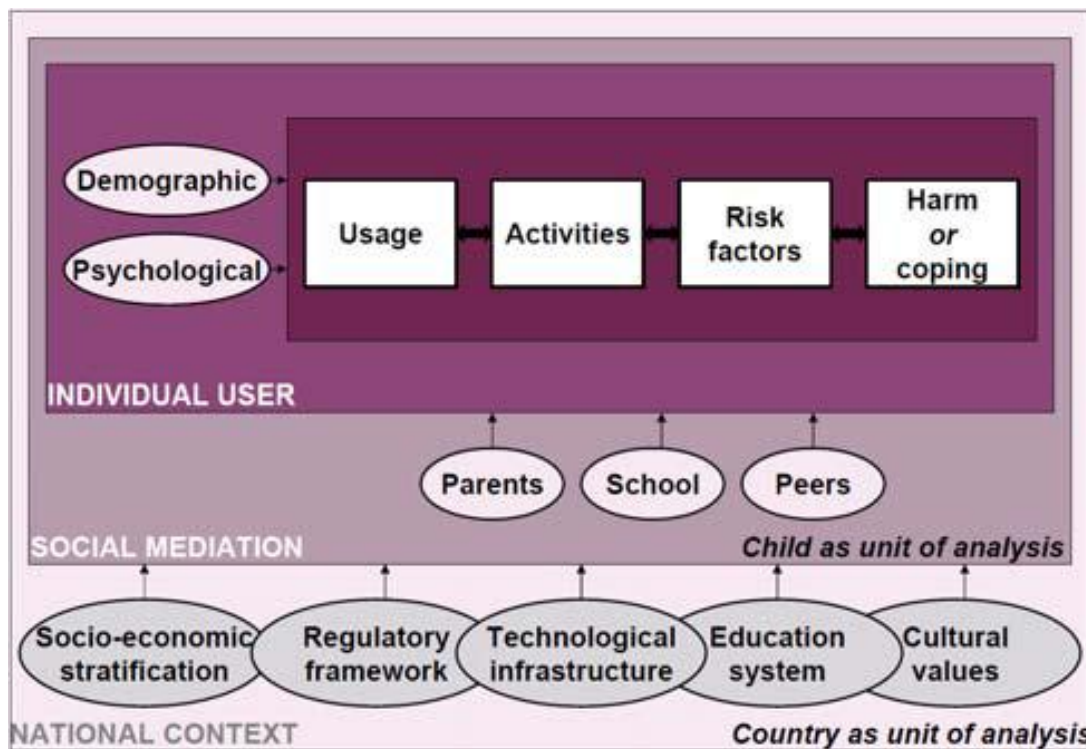 Demographic
Psychological
Usage
Activities
Risk
factors
Harm
or
coping
INDIVIDUAL USER
Parents
School
Peers
SOCIAL MEDIATION
Child as unit of analysis
Socio-economic
stratification
Regulatory
framework
Technological
infrastructure
Education
system
Cultural
values
NATIONAL CONTEXT
Country as unit of analysis